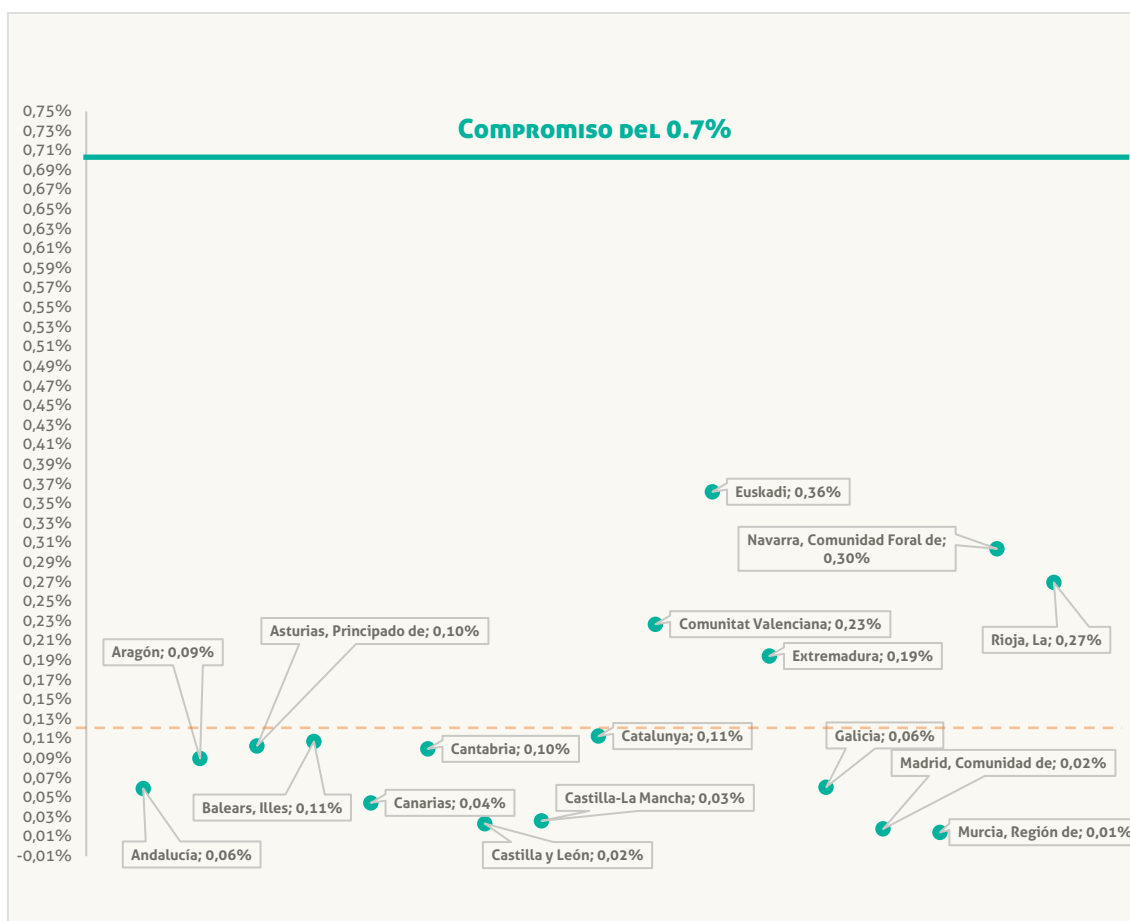 Compromiso del 0.7%
0,75%
0,73%
0,71%
0,69%
0,67%
0,65%
0,63%
0,61%
0,59%
0,57%
0,55%
0,53%
0,51%
0,49%
0,47%
0,45%
0,43%
0,41%
0,39%
0,37%
0,35%
0,33%
0,31%
0,29%
0,27%
0,25%
0,23%
0,21%
0,19%
0,17%
0,15%
0,13%
0,11%
0,09%
0,07%
0,05%
0,03%
0,01%
-0,01%
Euskadi; 0,36%
Navarra, Comunidad Foral de;
0,30%
Comunitat Valenciana; 0,23%
Asturias, Principado de; 0,10%
Rioja, La; 0,27%
Aragón; 0,09%
Extremadura; 0,19%
Catalunya; 0,11%
Galicia; 0,06%
Cantabria; 0,10%
Madrid, Comunidad de; 0,02%
Castilla-La Mancha; 0,03%
Balears, Illes; 0,11%
Canarias; 0,04%
Murcia, Región de; 0,01%
Andalucía; 0,06%
Castilla y León; 0,02%